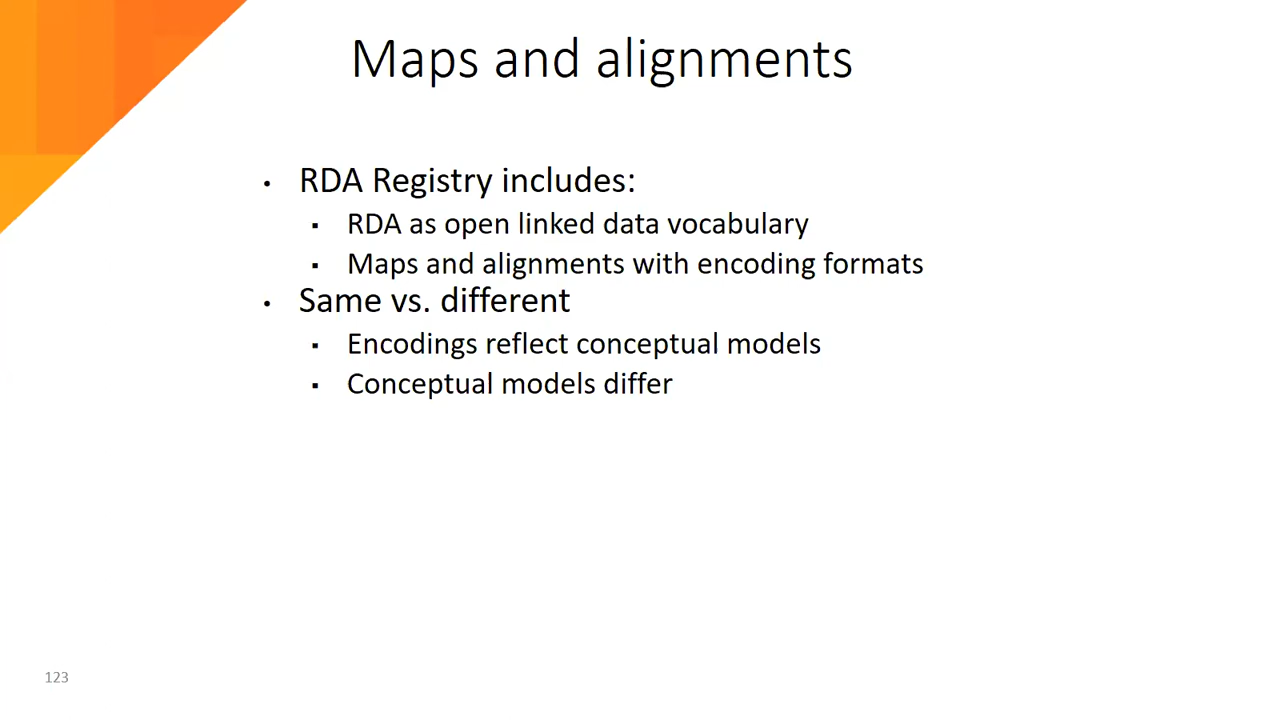 Maps and alignments
• RDA Registry includes:
▪ RDA as open linked data vocabulary
▪ Maps and alignments with encoding formats
• Same vs. different
▪ Encodings reflect conceptual models
▪ Conceptual models differ
123